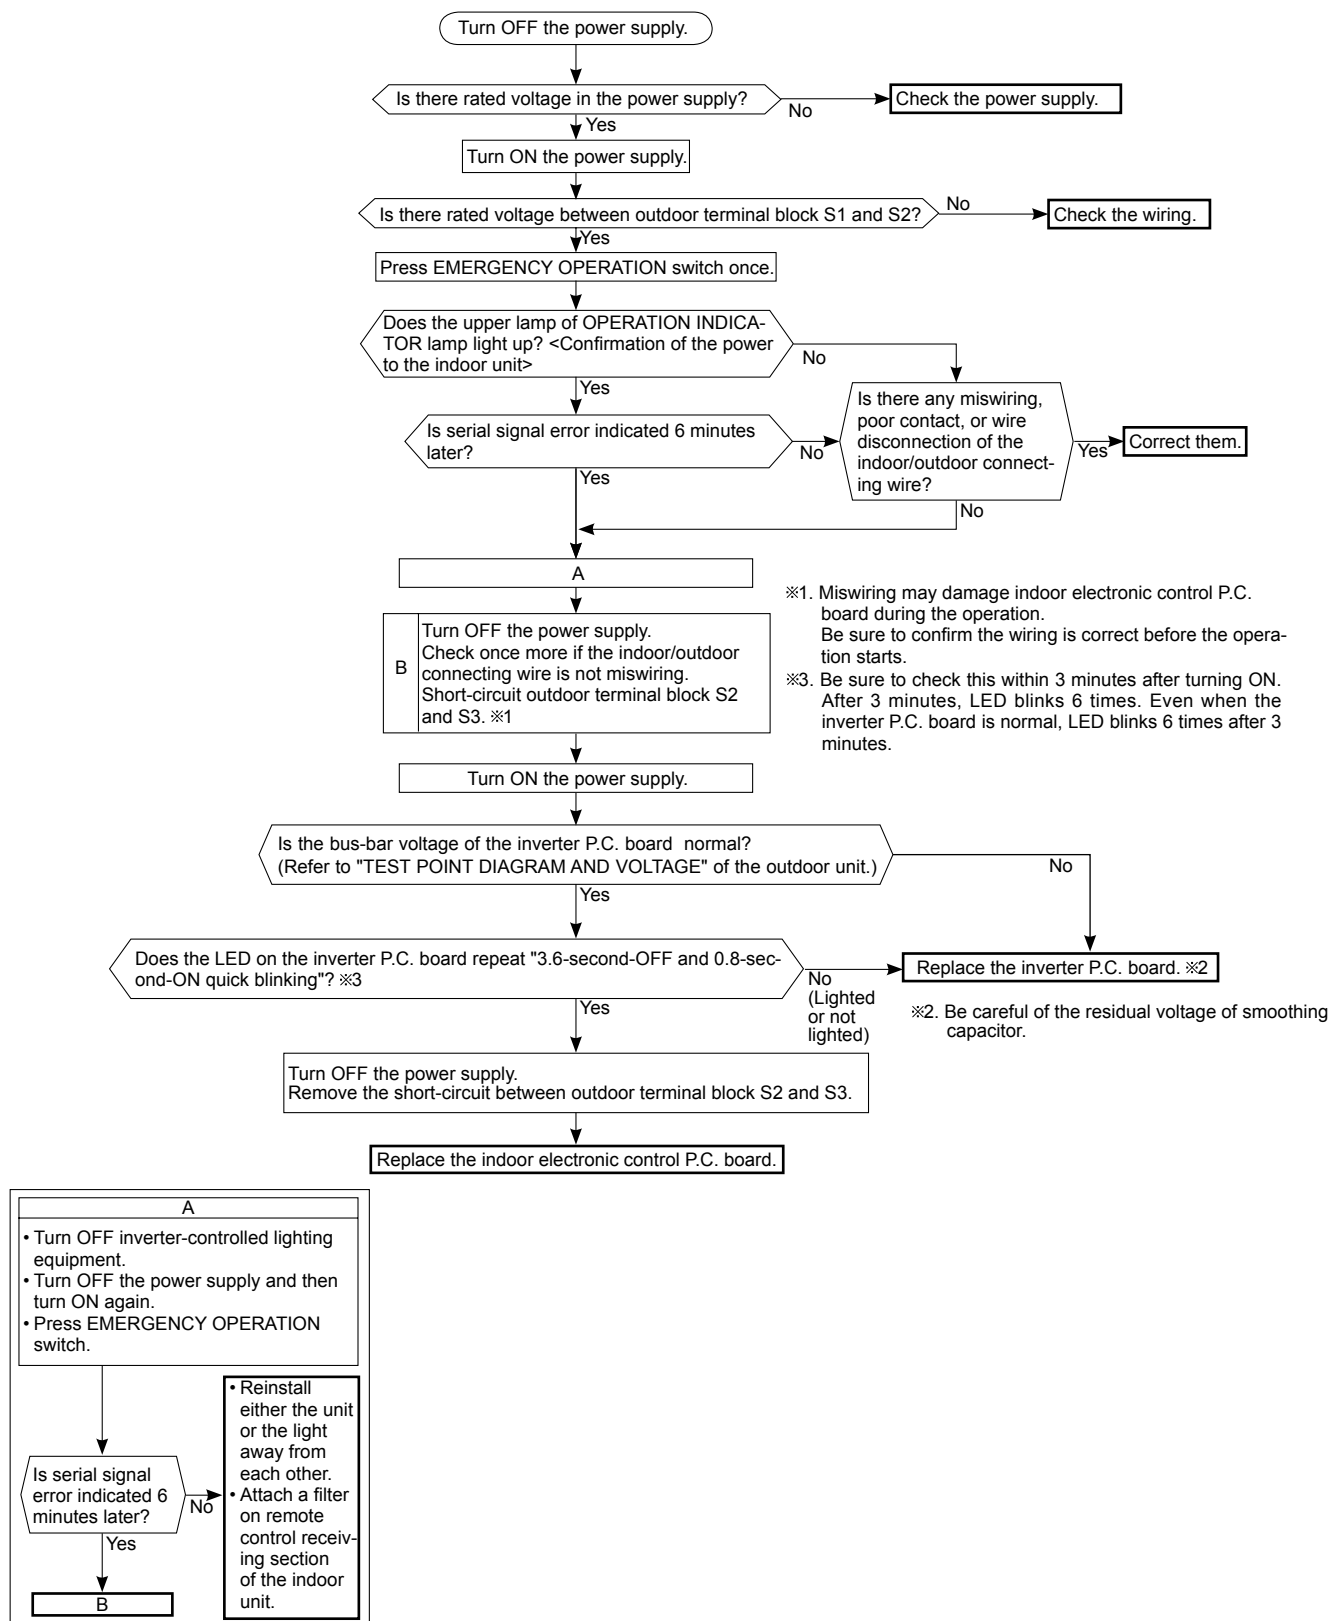 Turn OFF the power supply.
Is there rated voltage in the power supply?
No
Check the power supply.
Yes
Turn ON the power supply.
Is there rated voltage between outdoor terminal block S1 and S2?
No
Check the wiring.
Yes
Press EMERGENCY OPERATION switch once.
Does the upper lamp of OPERATION INDICA-
TOR lamp light up? <Confirmation of the power
to the indoor unit>
No
Yes
Is there any miswiring,
poor contact, or wire
disconnection of the
indoor/outdoor connect-
ing wire?
Yes
Correct them.
No
Is serial signal error indicated 6 minutes
later?
No
Yes
A
※1. Miswiring may damage indoor electronic control P.C.
board during the operation.
Be sure to confirm the wiring is correct before the opera-
tion starts.
※3. Be sure to check this within 3 minutes after turning ON.
After 3 minutes, LED blinks 6 times. Even when the
inverter P.C. board is normal, LED blinks 6 times after 3
minutes.
B
Turn OFF the power supply.
Check once more if the indoor/outdoor
connecting wire is not miswiring.
Short-circuit outdoor terminal block S2
and S3. ※1
Turn ON the power supply.
Is the bus-bar voltage of the inverter P.C. board normal?
(Refer to "TEST POINT DIAGRAM AND VOLTAGE" of the outdoor unit.)
No
Yes
Does the LED on the inverter P.C. board repeat "3.6-second-OFF and 0.8-sec-
ond-ON quick blinking"? ※3
No
(Lighted
or not
lighted)
Replace the inverter P.C. board. ※2
※2. Be careful of the residual voltage of smoothing
capacitor.
Yes
Turn OFF the power supply.
Remove the short-circuit between outdoor terminal block S2 and S3.
Replace the indoor electronic control P.C. board.
A
• Turn OFF inverter-controlled lighting
equipment.
• Turn OFF the power supply and then
turn ON again.
• Press EMERGENCY OPERATION
switch.
Is serial signal
error indicated 6
minutes later?
No
Yes
B
• Reinstall
either the unit
or the light
away from
each other.
• Attach a filter
on remote
control receiv-
ing section
of the indoor
unit.